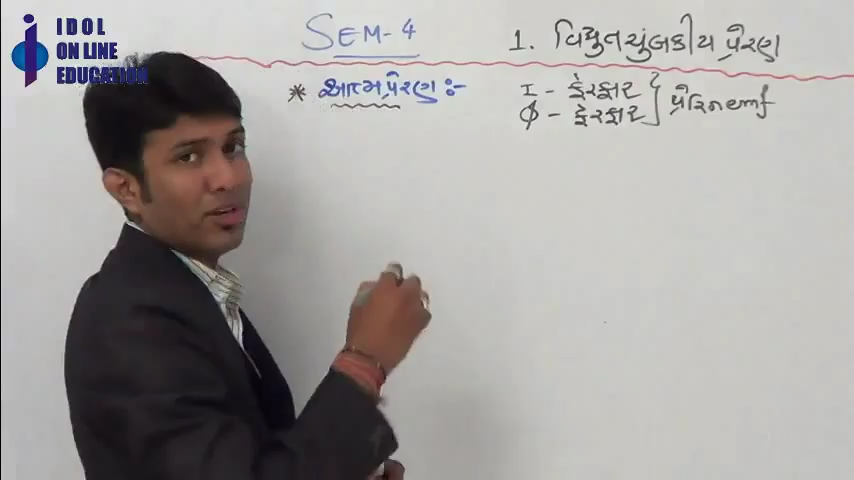 IDOL
ON LINE
EDUCATION
SEM-4
1. વિદ્યુતચુંબકીય પ્રેરણ
* આત્મપ્રેરણ :-
I - ફેરફાર
ϕ - ફેરફાર
પ્રેરિત